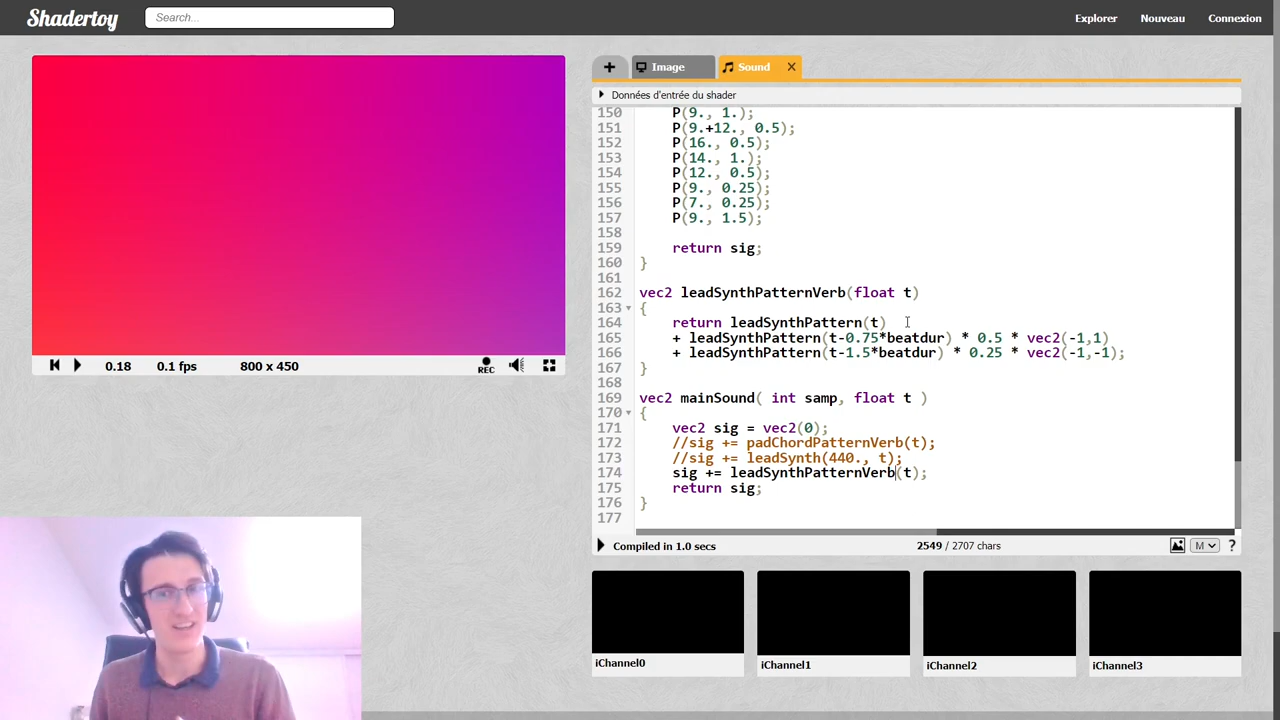 Shadertoy
Search...
Explorer
Nouveau
Connexion
+
Image
Sound
×
Données d'entrée du shader
150 P(9., 1.);
151 P(9.+12., 0.5);
152 P(16., 0.5);
153 P(14., 1.);
154 P(12., 0.5);
155 P(9., 0.25);
156 P(7., 0.25);
157 P(9., 1.5);
158
159 return sig;
160 }
161
162 vec2 leadSynthPatternVerb(float t)
163 {
164 return leadSynthPattern(t)
165 + leadSynthPattern(t-0.75*beatdur) * 0.5 * vec2(-1,1)
166 + leadSynthPattern(t-1.5*beatdur) * 0.25 * vec2(-1,-1);
167 }
168
169 vec2 mainSound( int samp, float t )
170 {
171 vec2 sig = vec2(0);
172 //sig += padChordPatternVerb(t);
173 //sig += leadSynth(440., t);
174 sig += leadSynthPatternVerb(t);
175 return sig;
176 }
177
0.18
0.1 fps
800 x 450
REC
Compiled in 1.0 secs
2549 / 2707 chars
M
?
iChannel0
iChannel1
iChannel2
iChannel3